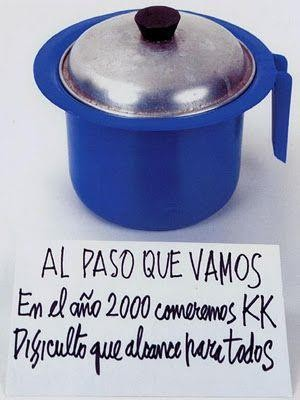 AL PASO QUE VAMOS
En el año 2000 comeremos KK
Dificulto que alcance para todos